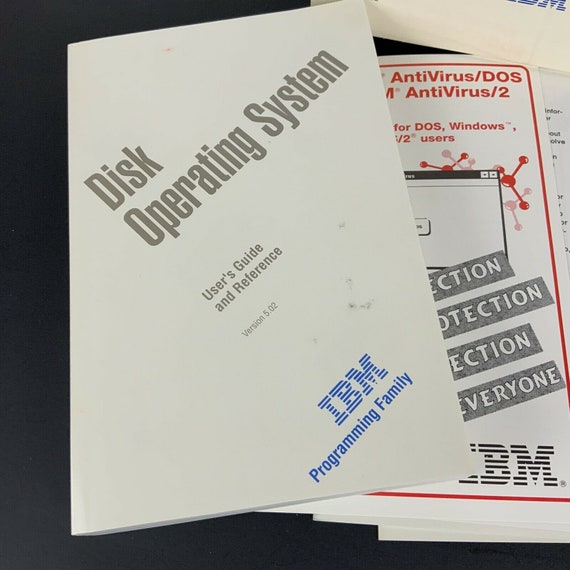 Disk
Operating System
User's Guide
and Reference
Version 5.02
IBM
Programming Family
IBM
AntiVirus/DOS
AntiVirus/2
for DOS, Windows™,
/2® users
ECTION
OTECTION
ECTION
EVERYONE
IBM®